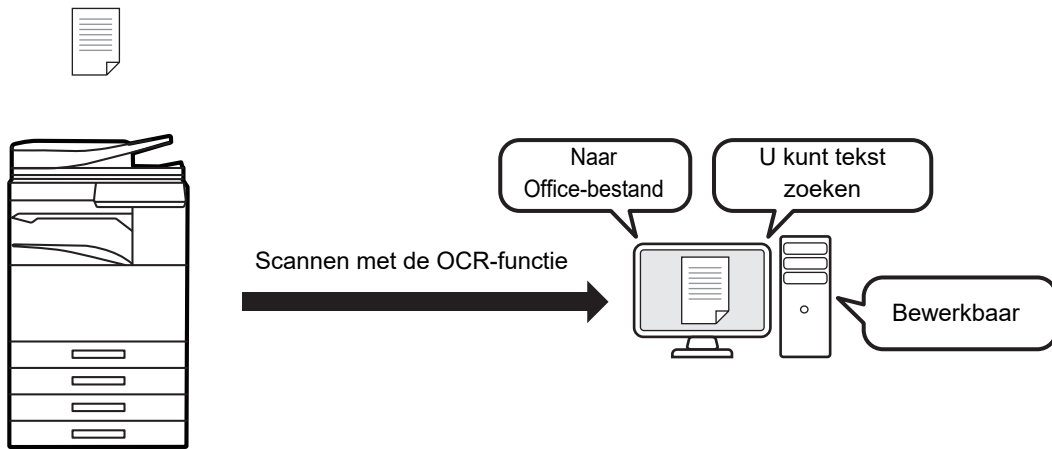 Naar
Office-bestand
U kunt tekst
zoeken
Scannen met de OCR-functie
Bewerkbaar